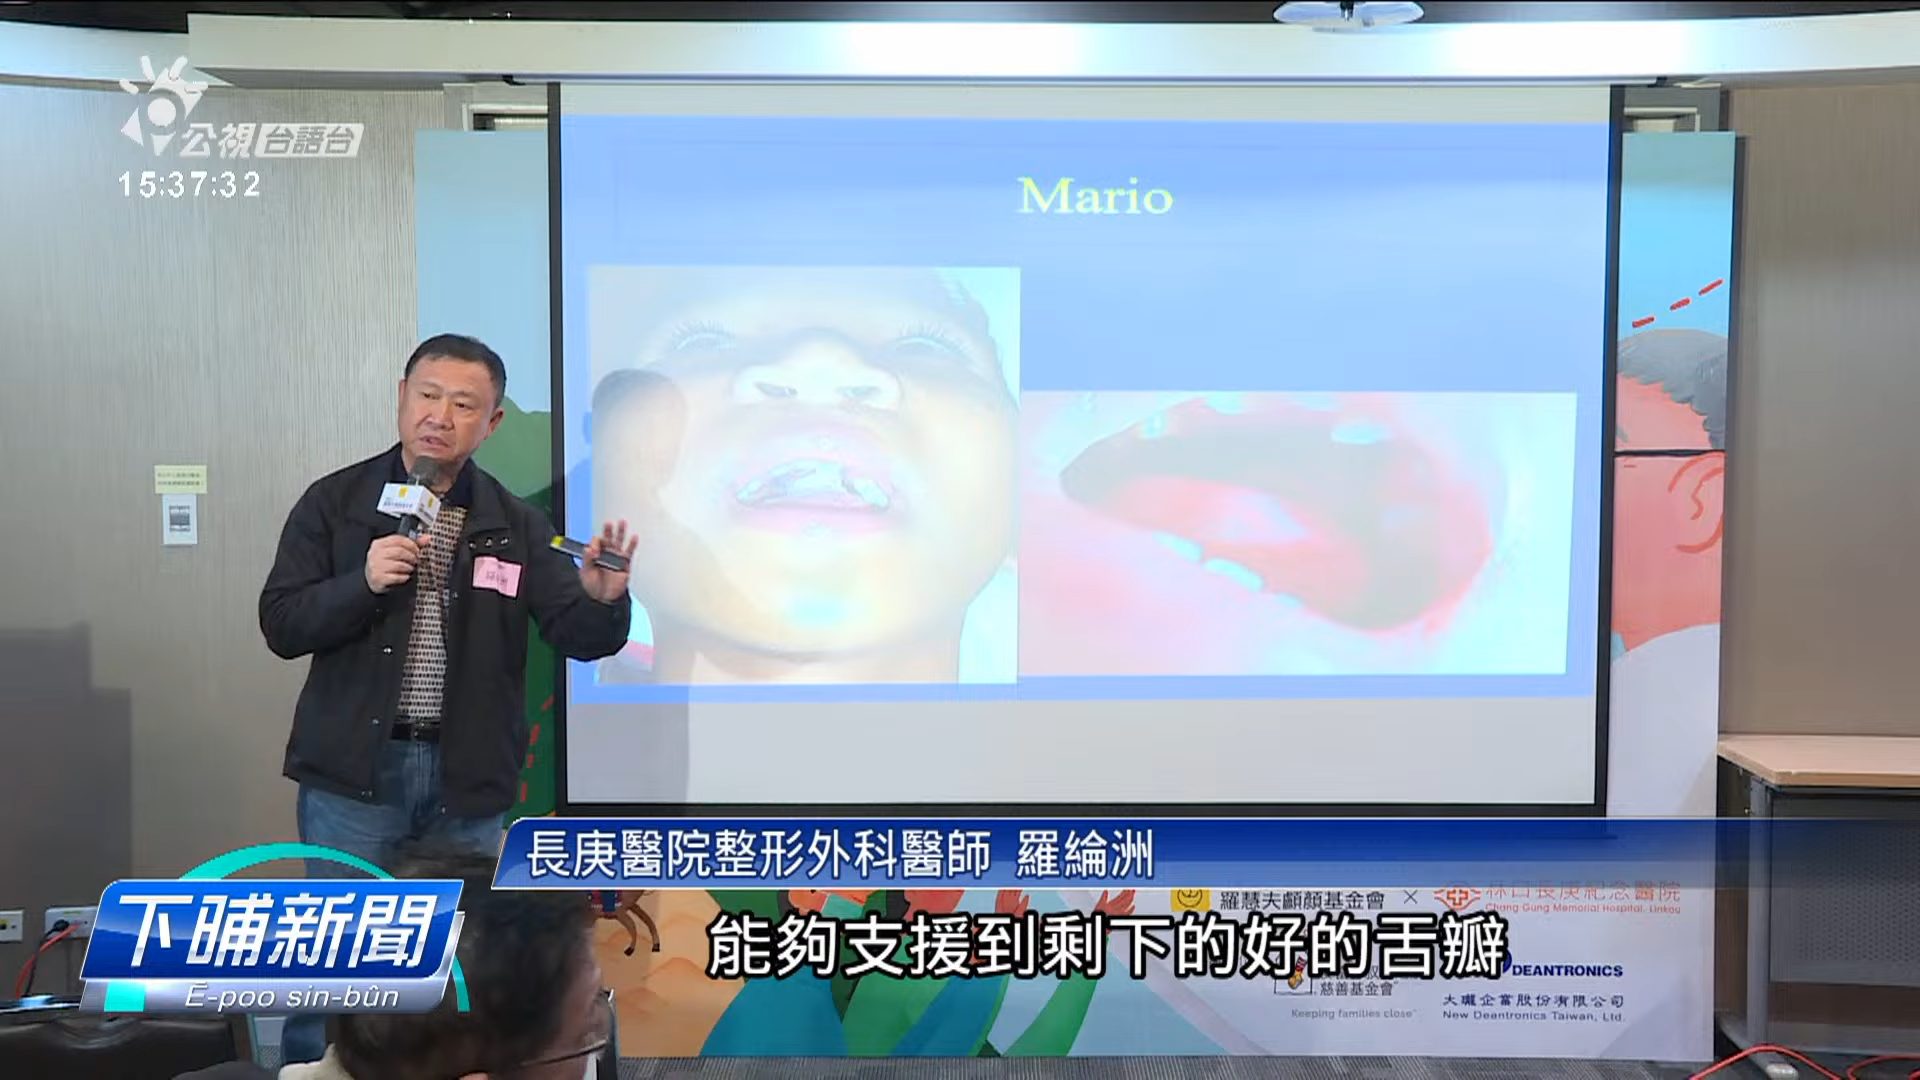 公視台語台
15:37:32
Mario
長庚醫院整形外科醫師 羅綸洲
羅慧夫顱顏基金會 × 林口長庚紀念醫院
Chang Gung Memorial Hospital, Linkou
能夠支援到剩下的好的舌瓣
下晡新聞
Ē-poo sin-bûn
慈善基金會
Keeping families close
DEANTRONICS
大瓏企業股份有限公司
New Deantronics Taiwan, Ltd.